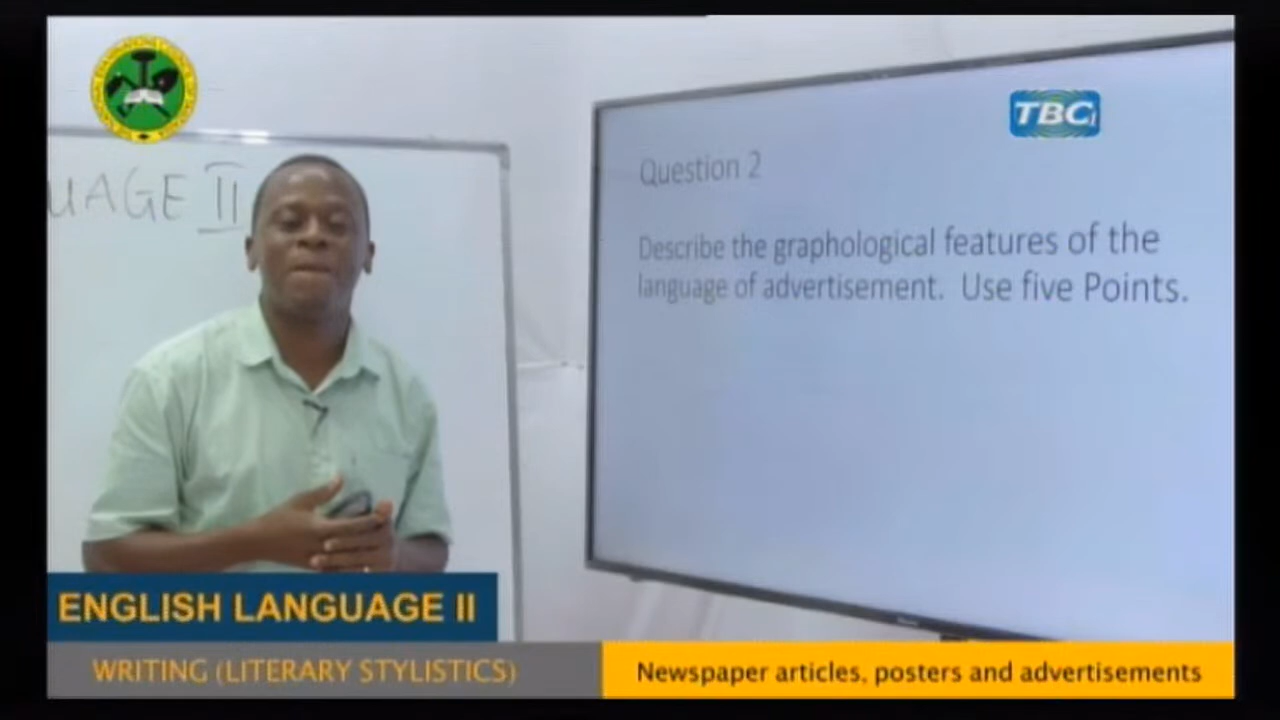 UAGE II
TBC1
Question 2
Describe the graphological features of the
language of advertisement. Use five Points.
ENGLISH LANGUAGE II
WRITING (LITERARY STYLISTICS)
Newspaper articles, posters and advertisements